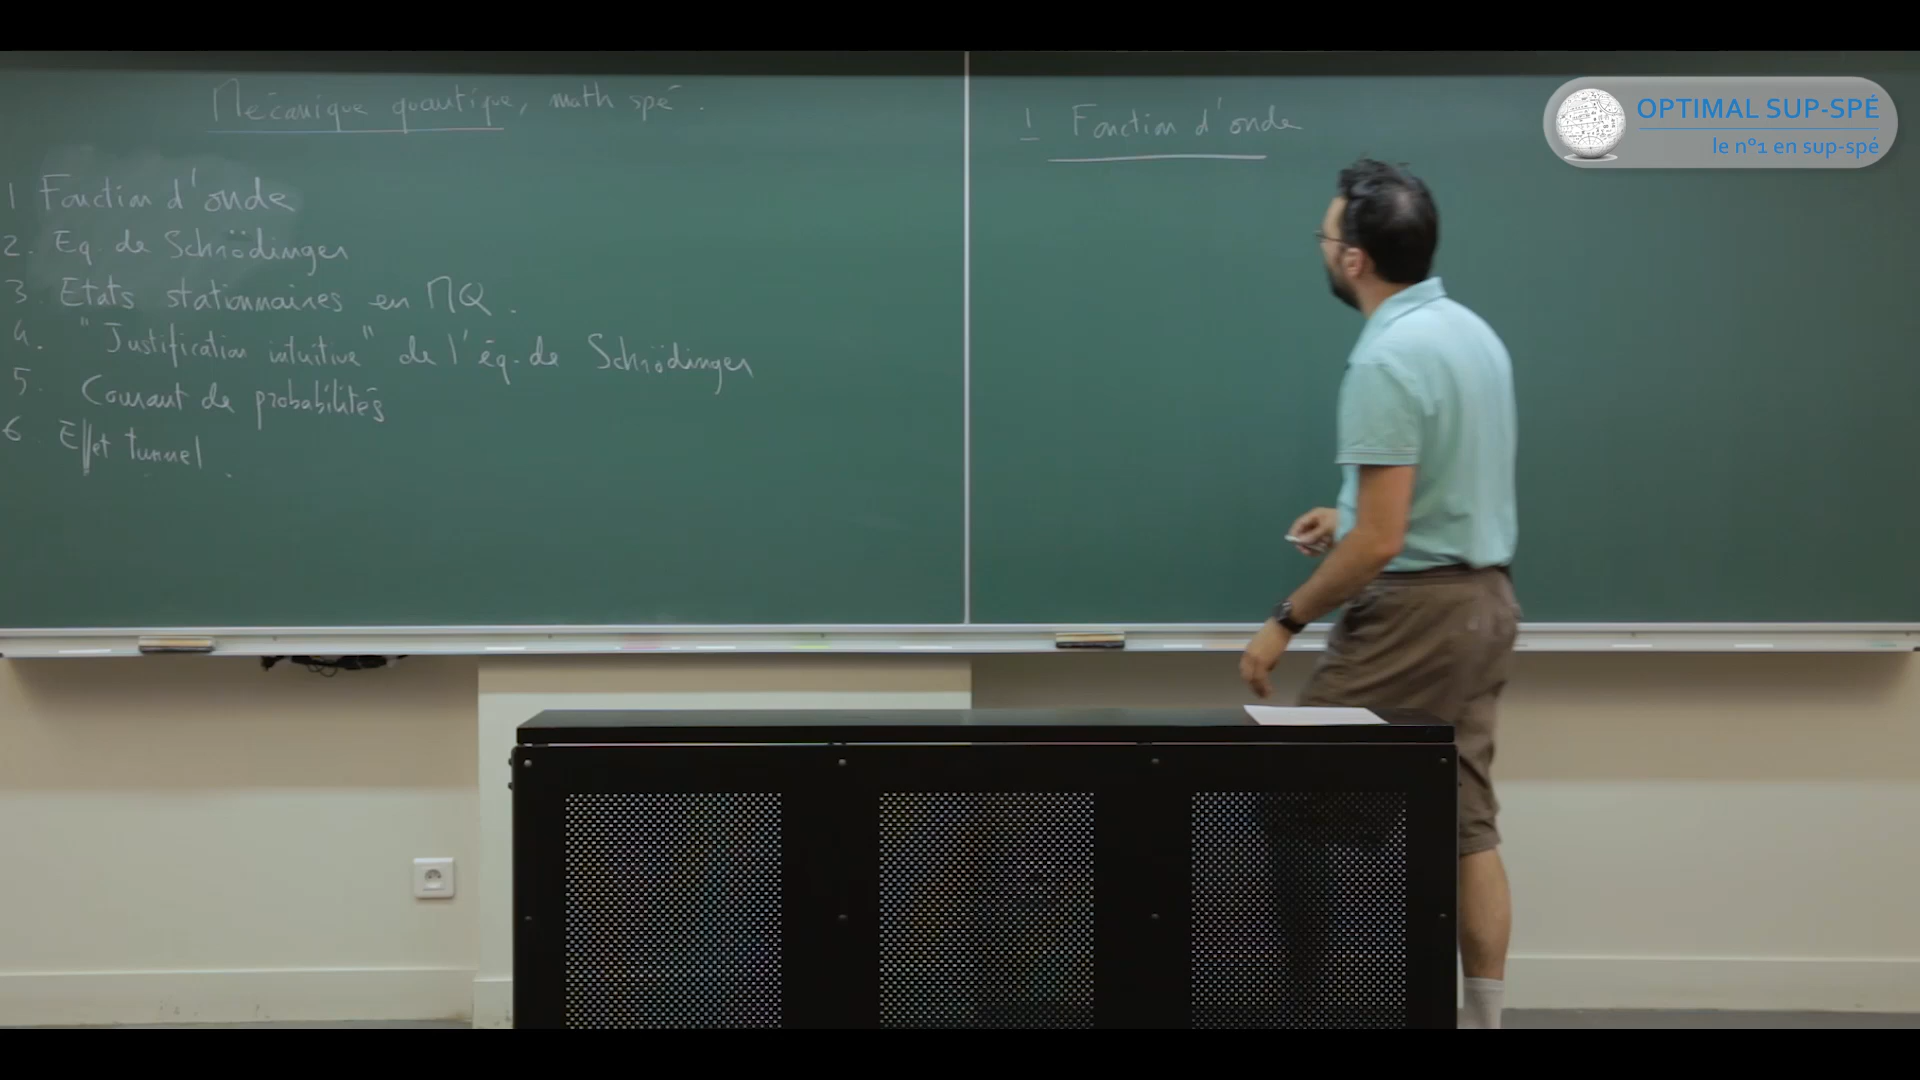 Mécanique quantique, math spé.
1 Fonction d'onde
2. Eq. de Schrödinger
3. Etats stationnaires en MQ.
4. "Justification intuitive" de l'éq. de Schrödinger
5. Courant de probabilités
6. Effet tunnel.
1 Fonction d'onde
OPTIMAL SUP-SPÉ
le n°1 en sup-spé